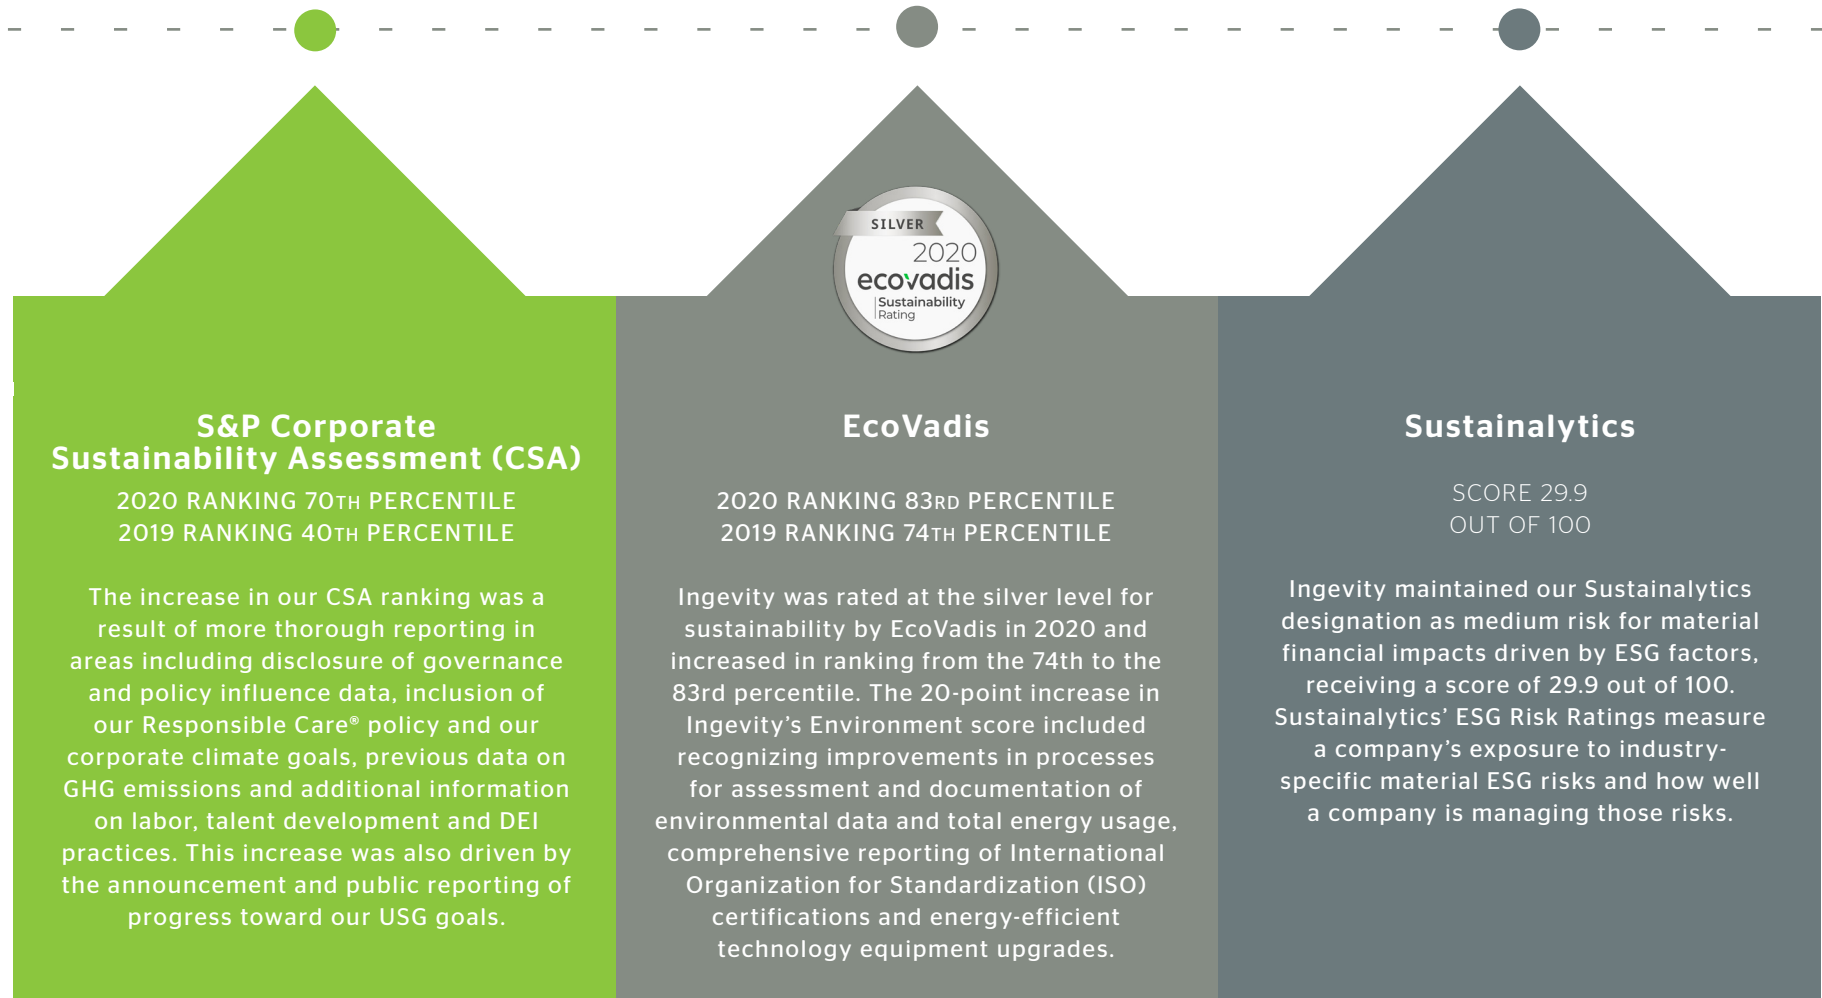 S&P Corporate
Sustainability Assessment (CSA)
2020 RANKING 70TH PERCENTILE
2019 RANKING 40TH PERCENTILE
The increase in our CSA ranking was a
result of more thorough reporting in
areas including disclosure of governance
and policy influence data, inclusion of
our Responsible Care® policy and our
corporate climate goals, previous data on
GHG emissions and additional information
on labor, talent development and DEI
practices. This increase was also driven by
the announcement and public reporting of
progress toward our USG goals.
SILVER
2020
ecovadis
Sustainability
Rating
EcoVadis
2020 RANKING 83RD PERCENTILE
2019 RANKING 74TH PERCENTILE
Ingevity was rated at the silver level for
sustainability by EcoVadis in 2020 and
increased in ranking from the 74th to the
83rd percentile. The 20-point increase in
Ingevity’s Environment score included
recognizing improvements in processes
for assessment and documentation of
environmental data and total energy usage,
comprehensive reporting of International
Organization for Standardization (ISO)
certifications and energy-efficient
technology equipment upgrades.
Sustainalytics
SCORE 29.9
OUT OF 100
Ingevity maintained our Sustainalytics
designation as medium risk for material
financial impacts driven by ESG factors,
receiving a score of 29.9 out of 100.
Sustainalytics’ ESG Risk Ratings measure
a company’s exposure to industry-
specific material ESG risks and how well
a company is managing those risks.